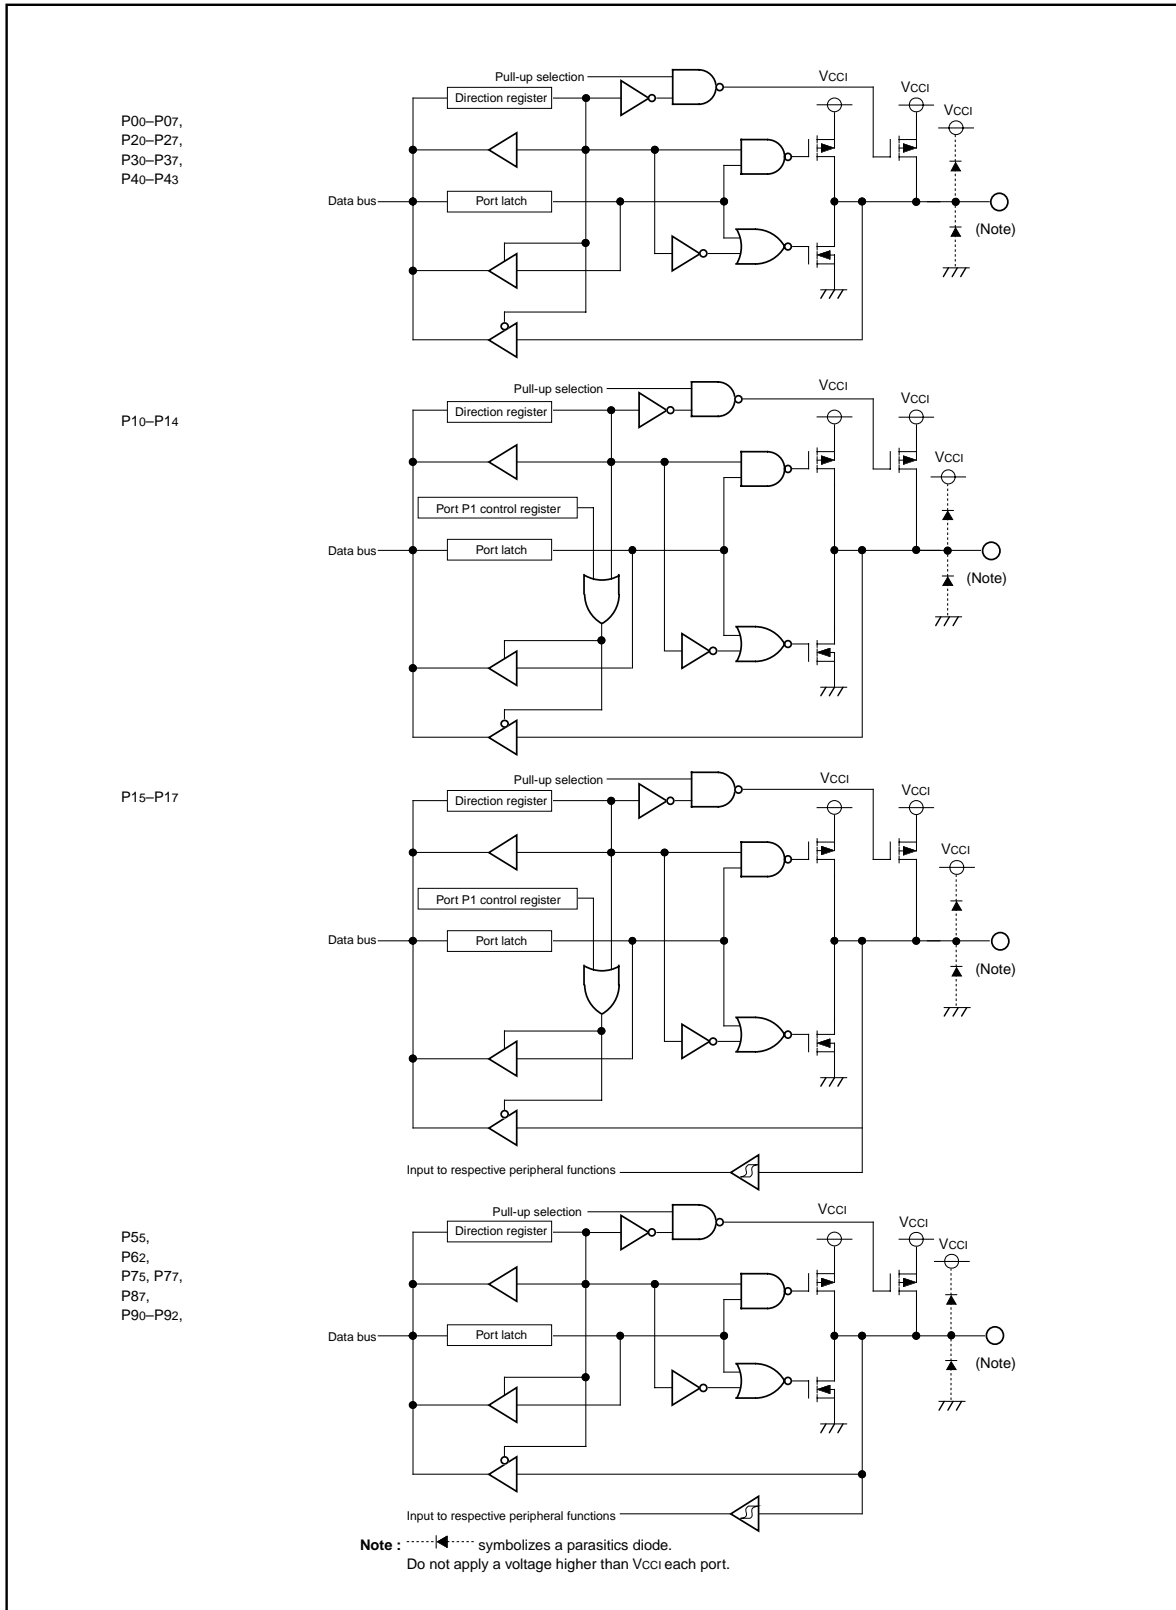 Pull-up selection
VCCI
VCCI
VCCI
Direction register
P00–P07,
P20–P27,
P30–P37,
P40–P43
Data bus
Port latch
(Note)
Pull-up selection
VCCI
VCCI
Direction register
P10–P14
VCCI
Port P1 control register
Data bus
Port latch
(Note)
Pull-up selection
VCCI
VCCI
Direction register
P15–P17
VCCI
Port P1 control register
Data bus
Port latch
(Note)
Input to respective peripheral functions
Pull-up selection
VCCI
VCCI
VCCI
Direction register
P55,
P62,
P75, P77,
P87,
P90–P92,
Data bus
Port latch
(Note)
Input to respective peripheral functions
Note : symbolizes a parasitics diode.
Do not apply a voltage higher than VCCI each port.